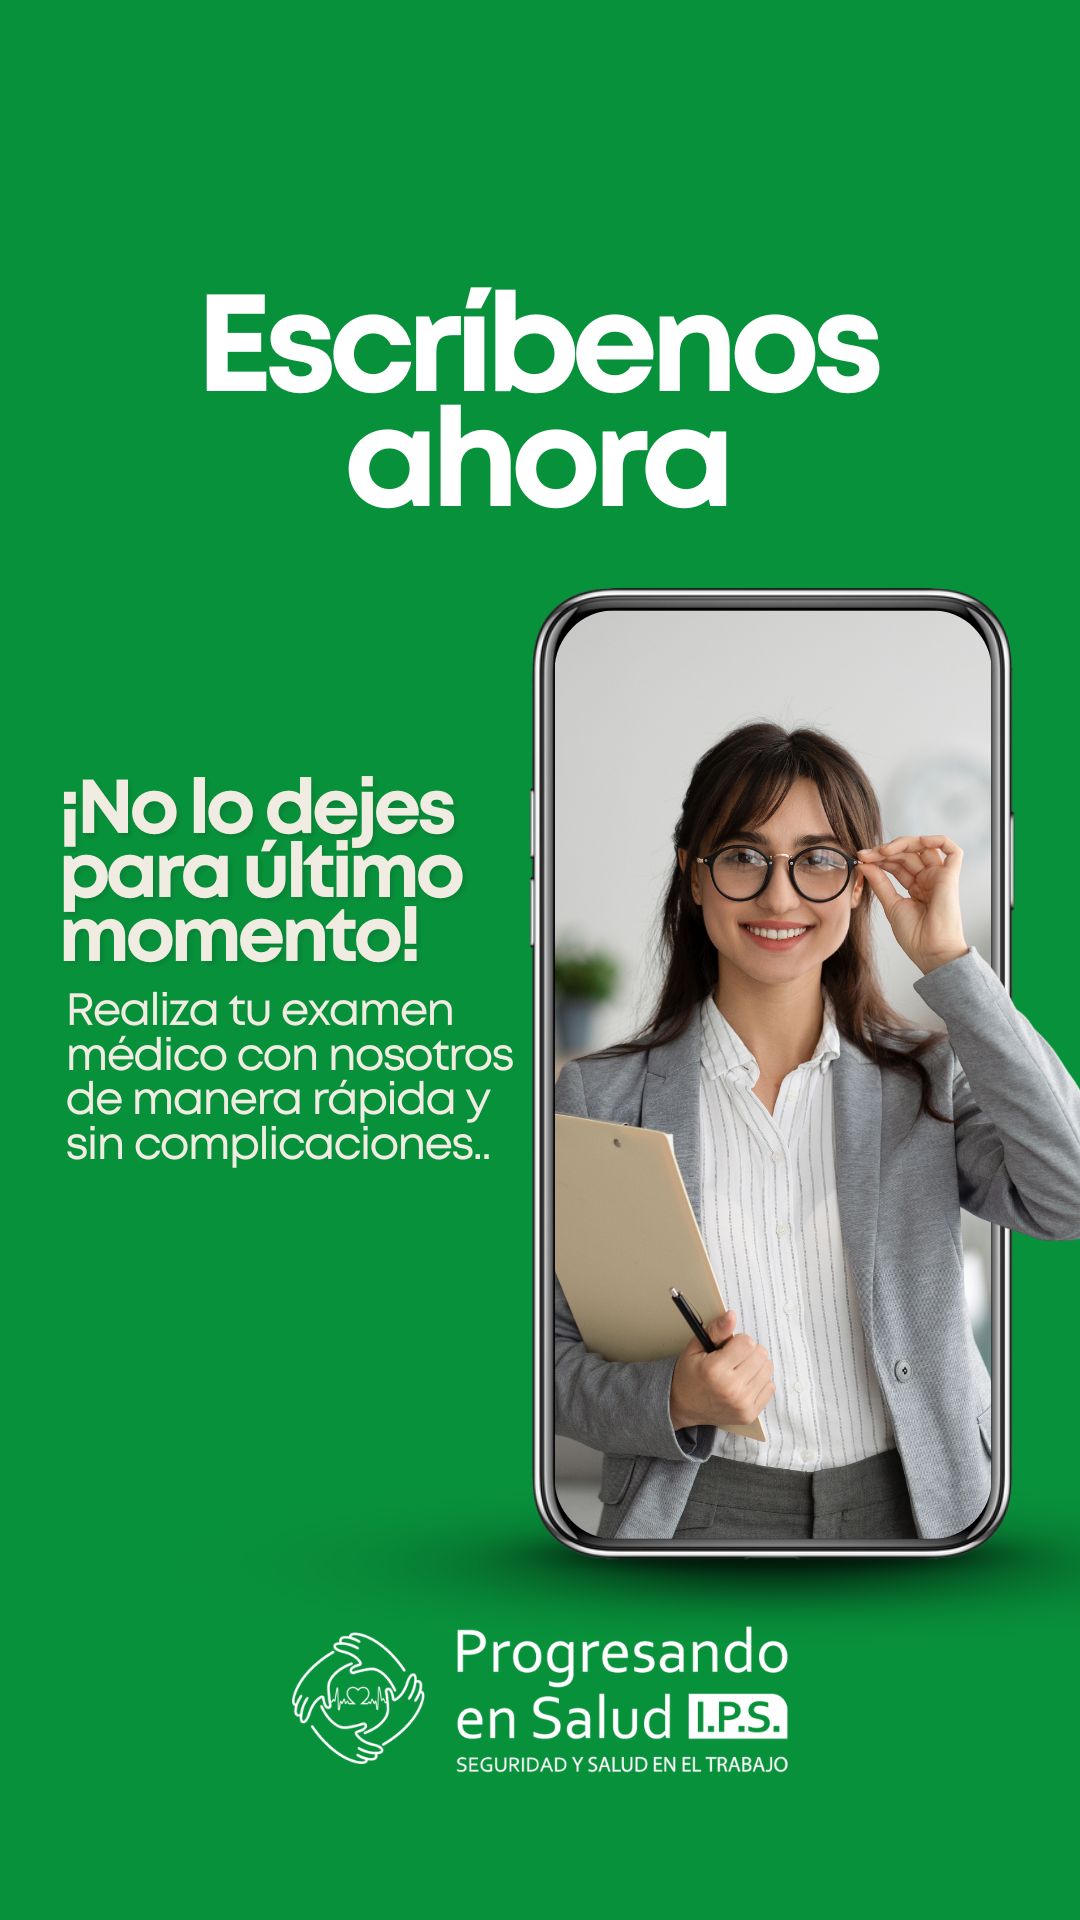 Escríbenos
ahora
¡No lo dejes
para último
momento!
Realiza tu examen
médico con nosotros
de manera rápida y
sin complicaciones..
Progresando
en Salud I.P.S.
SEGURIDAD Y SALUD EN EL TRABAJO